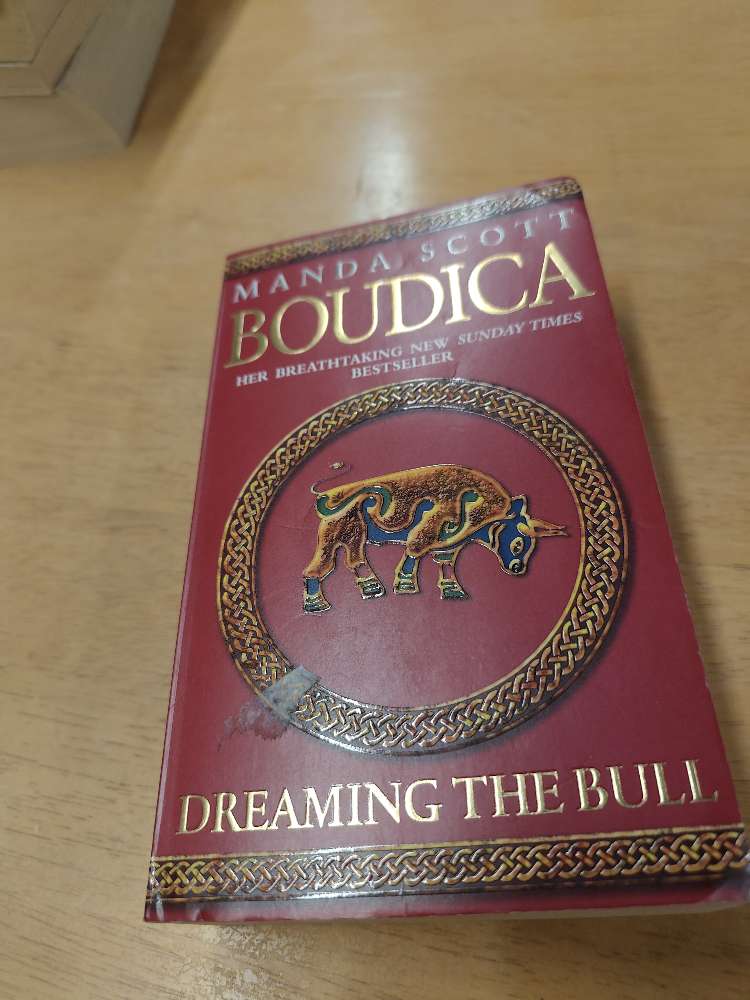 MANDA SCOTT
BOUDICA
HER BREATHTAKING NEW SUNDAY TIMES
BESTSELLER
DREAMING THE BULL